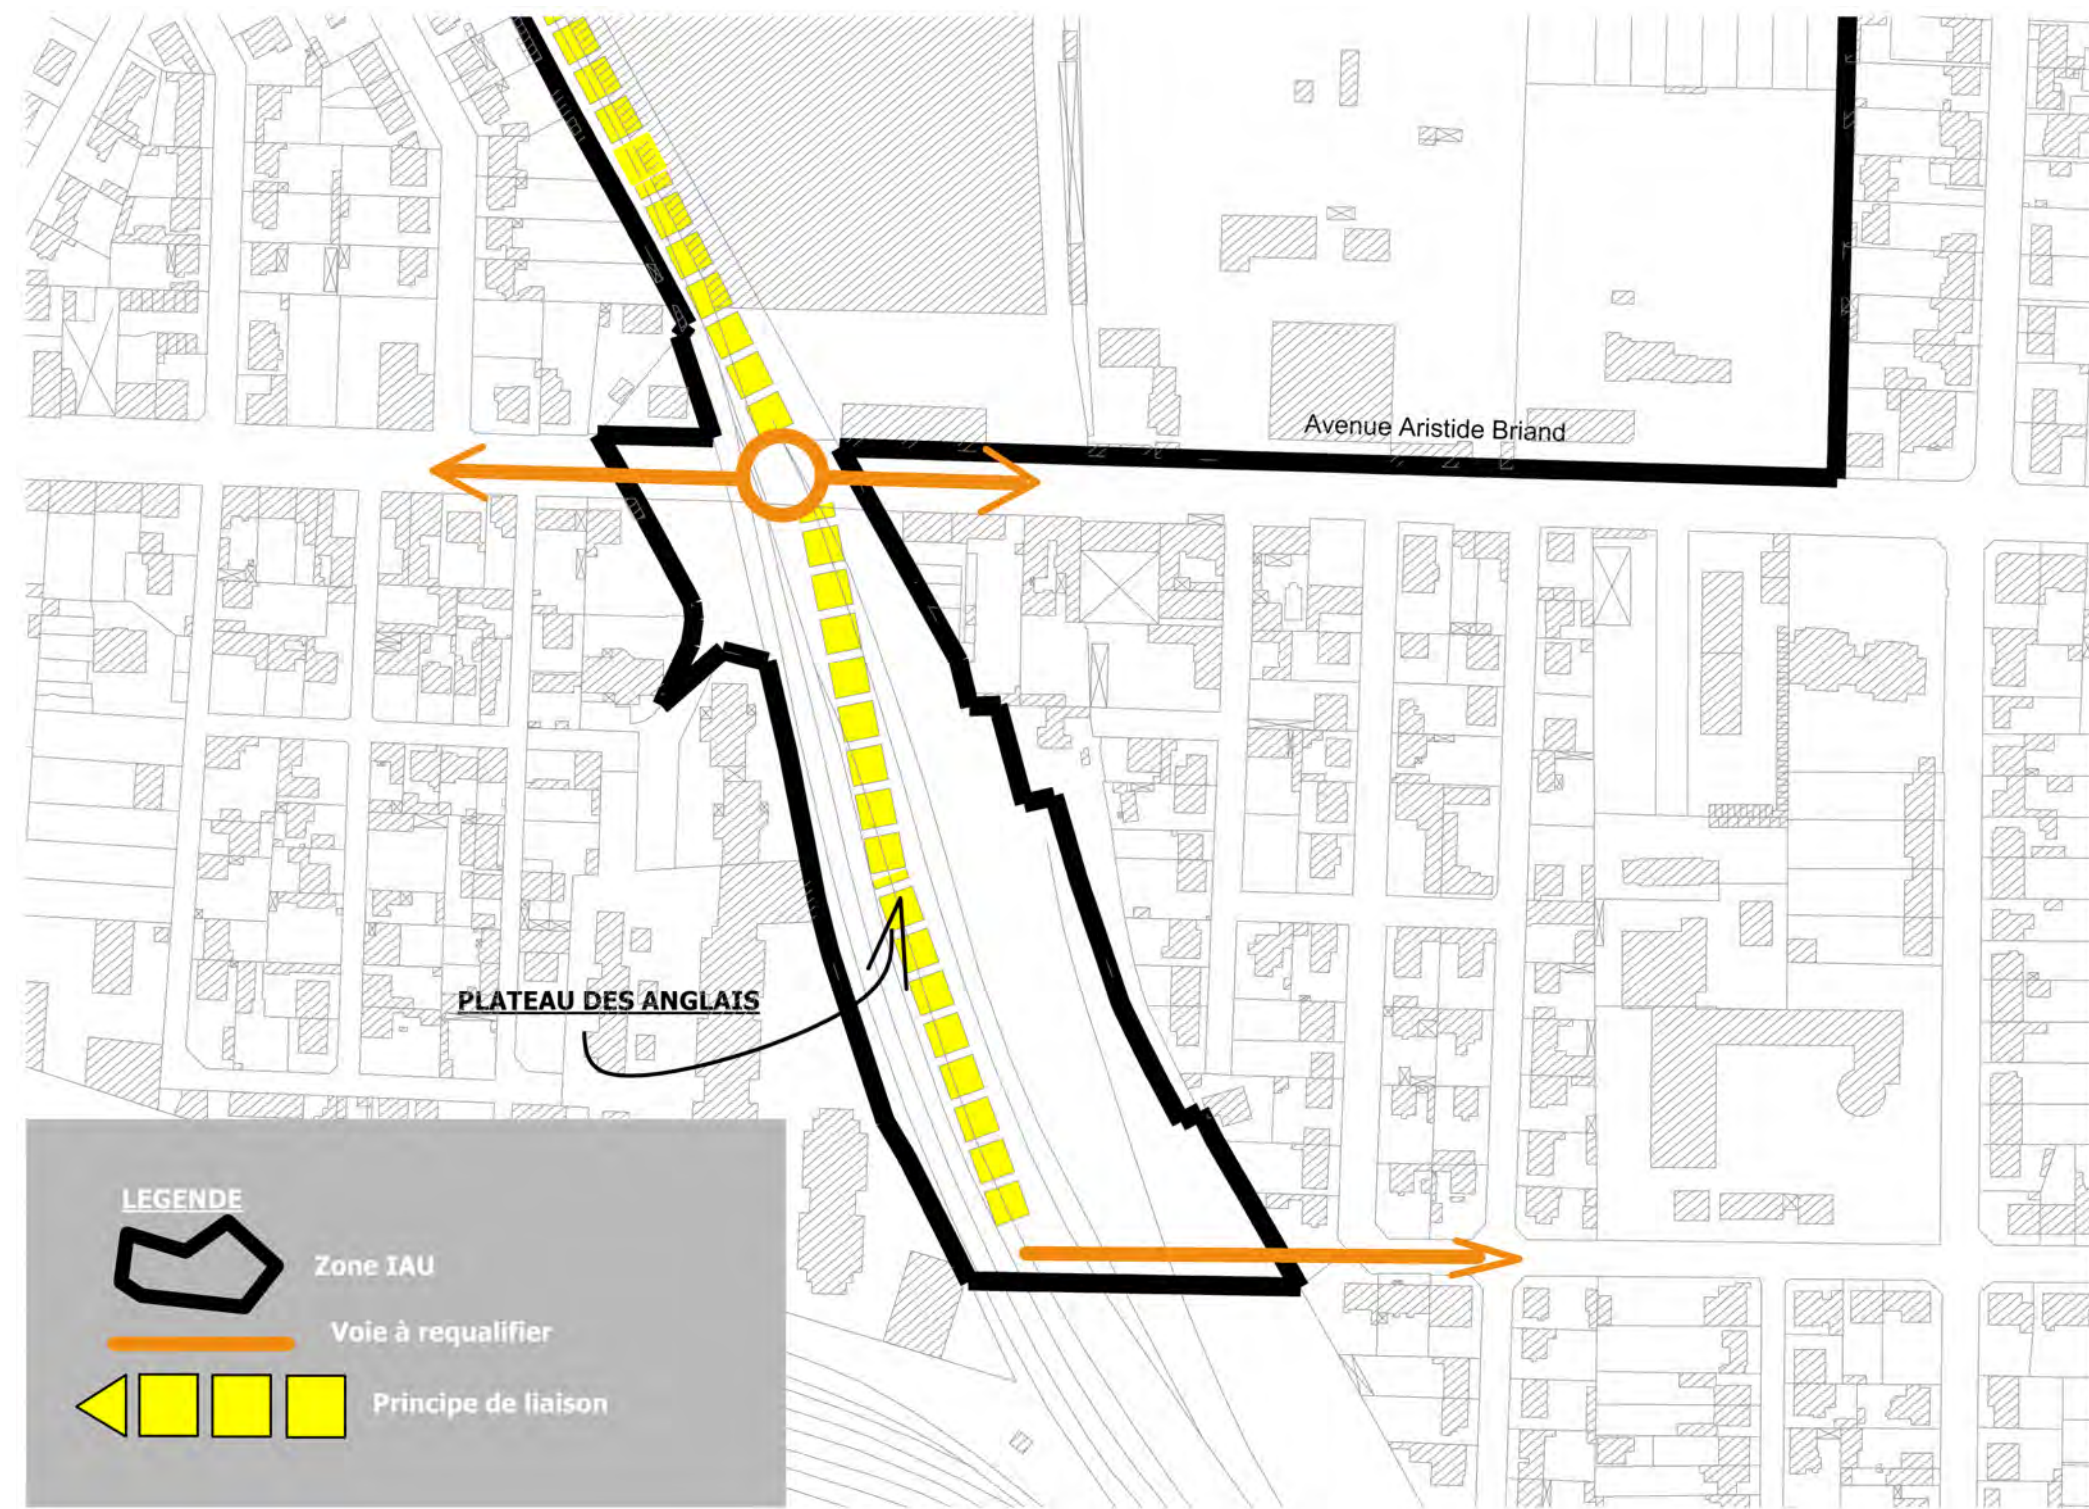 Avenue Aristide Briand
PLATEAU DES ANGLAIS
LEGENDE
Zone IAU
Voie à requalifier
Principe de liaison